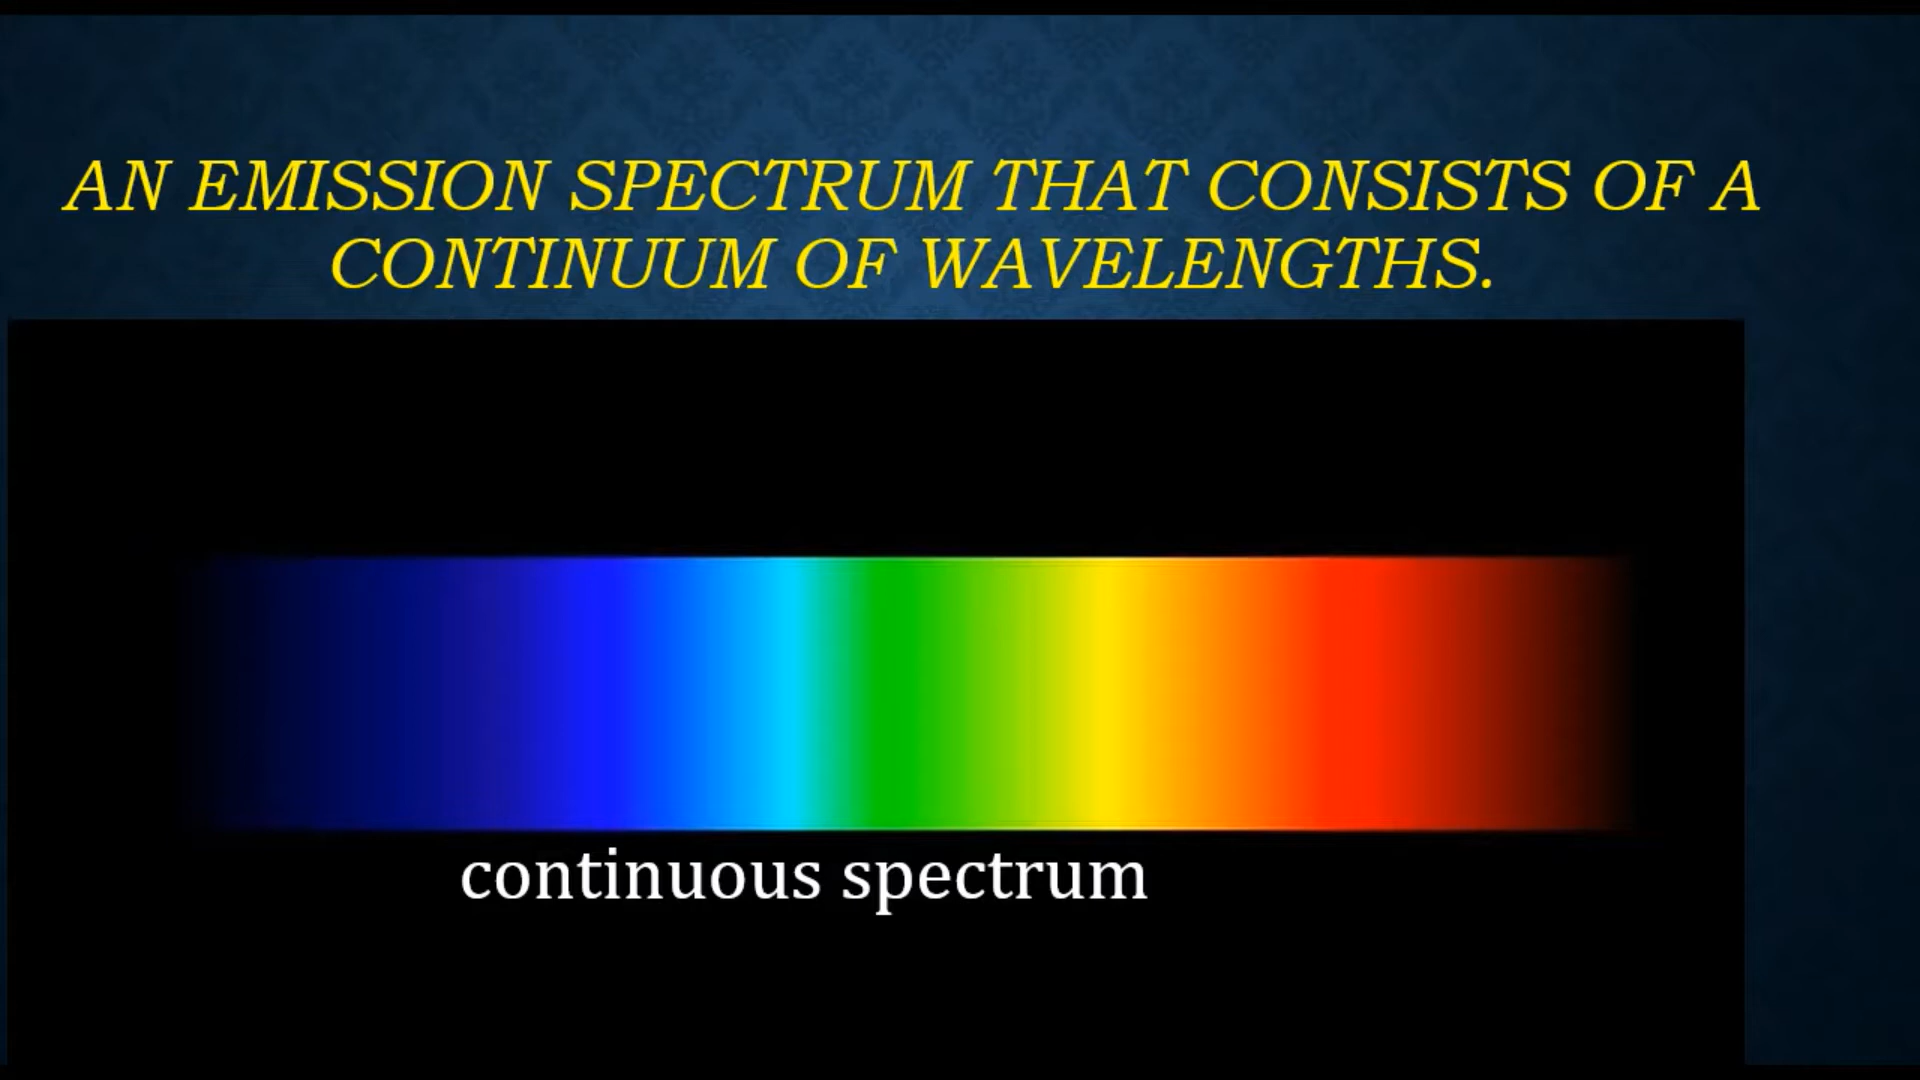 AN EMISSION SPECTRUM THAT CONSISTS OF A
CONTINUUM OF WAVELENGTHS.
continuous spectrum